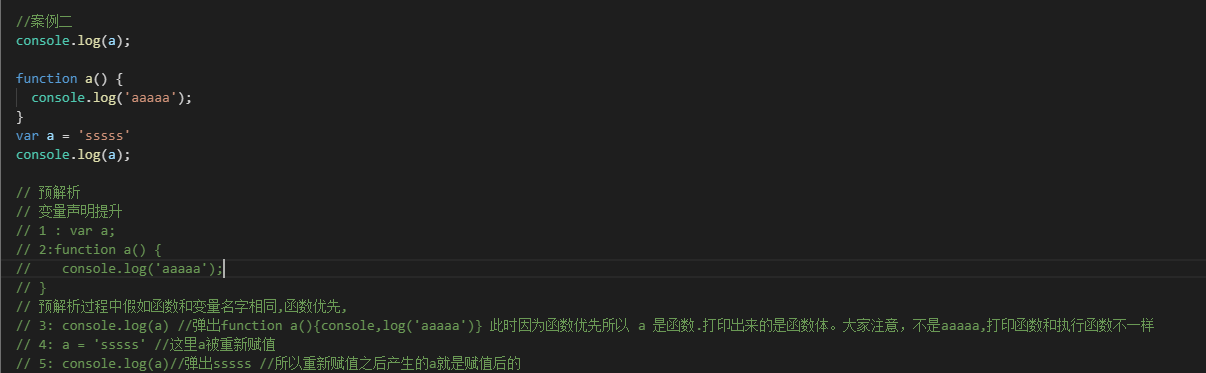 //案例二
console.log(a);
function a() {
console.log('aaaaa');
}
var a = 'sssss'
console.log(a);
// 预解析
// 变量声明提升
// 1 : var a;
// 2:function a() {
//    console.log('aaaaa');
// }
// 预解析过程中假如函数和变量名字相同,函数优先,
// 3: console.log(a) //弹出function a(){console,log('aaaaa')} 此时因为函数优先所以 a 是函数.打印出来的是函数体。大家注意，不是aaaaa,打印函数和执行函数不一样
// 4: a = 'sssss' //这里a被重新赋值
// 5: console.log(a)//弹出sssss //所以重新赋值之后产生的a就是赋值后的